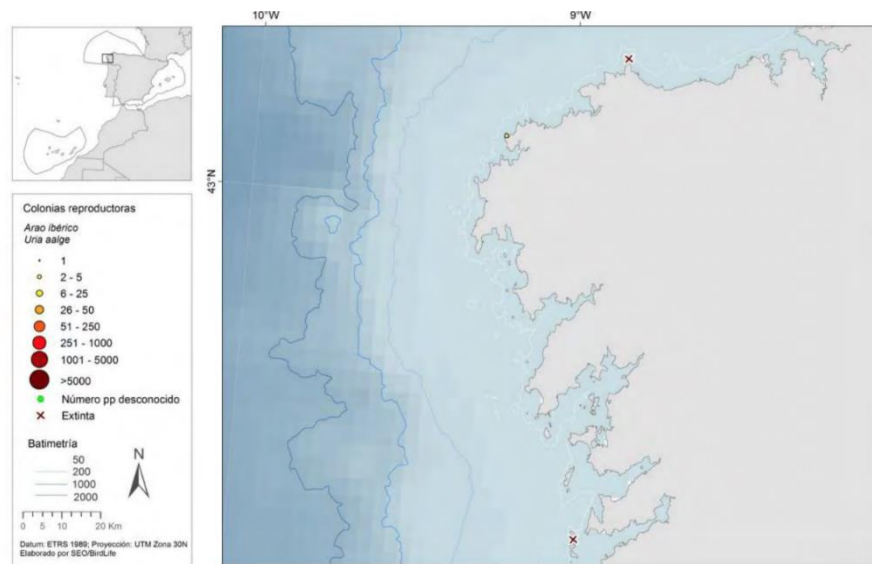 10°W
9°W
43°N
Colonias reproductoras
Arao ibérico
Uria aalge
1
2 - 5
6 - 25
26 - 50
51 - 250
251 - 1000
1001 - 5000
>5000
Número pp desconocido
Extinta
Batimetría
50
200
1000
2000
N
0 5 10 20 Km
Datum: ETRS 1989; Proyección: UTM Zona 30N
Elaborado por SEO/BirdLife